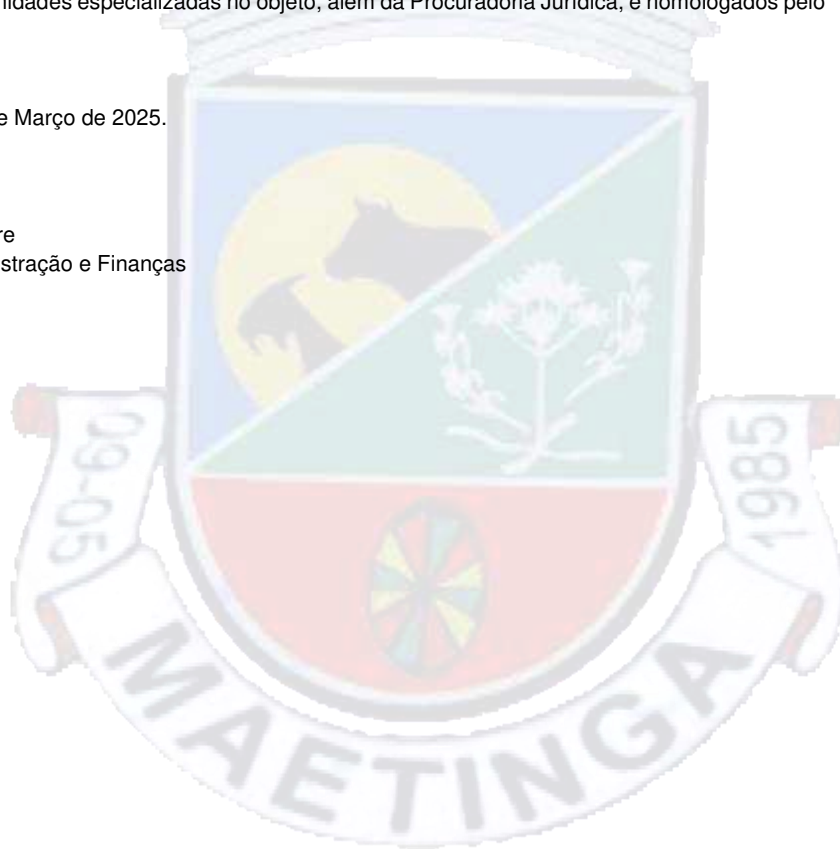 nidades especializadas no objeto, além da Procuradoria Jurídica, e homologados pelo
e Março de 2025.
re
stração e Finanças
09-05
1985
MAETINGA